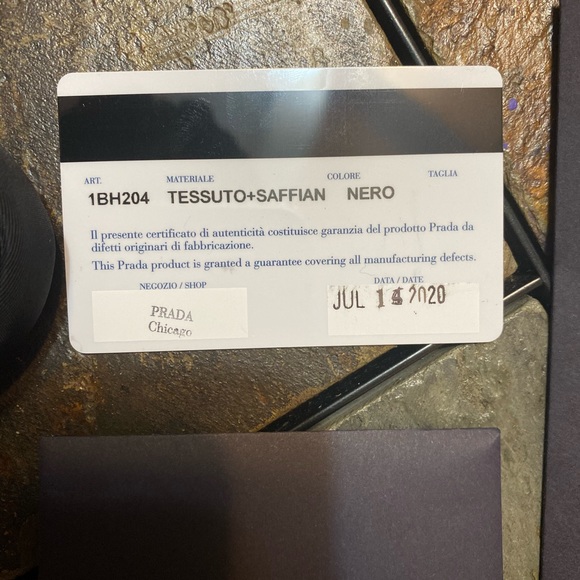 ART. MATERIALE COLORE TAGLIA
1BH204 TESSUTO+SAFFIAN NERO
Il presente certificato di autenticità costituisce garanzia del prodotto Prada da
difetti originari di fabbricazione.
This Prada product is granted a guarantee covering all manufacturing defects.
NEGOZIO / SHOP DATA / DATE
PRADA JUL 14 2020
Chicago